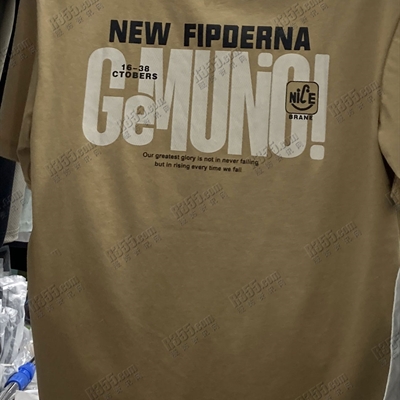 NEW FIPDERNA
16-38
CTOBERS
GeMUNO!
NiCE
BRANE
Our greatest glory is not in never failing
but in rising every time we fall